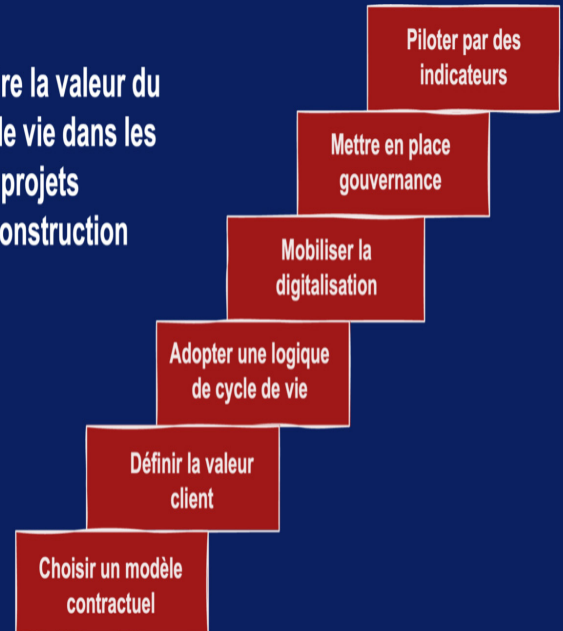 re la valeur du
de vie dans les
projets
onstruction
Piloter par des
indicateurs
Mettre en place
gouvernance
Mobiliser la
digitalisation
Adopter une logique
de cycle de vie
Définir la valeur
client
Choisir un modèle
contractuel